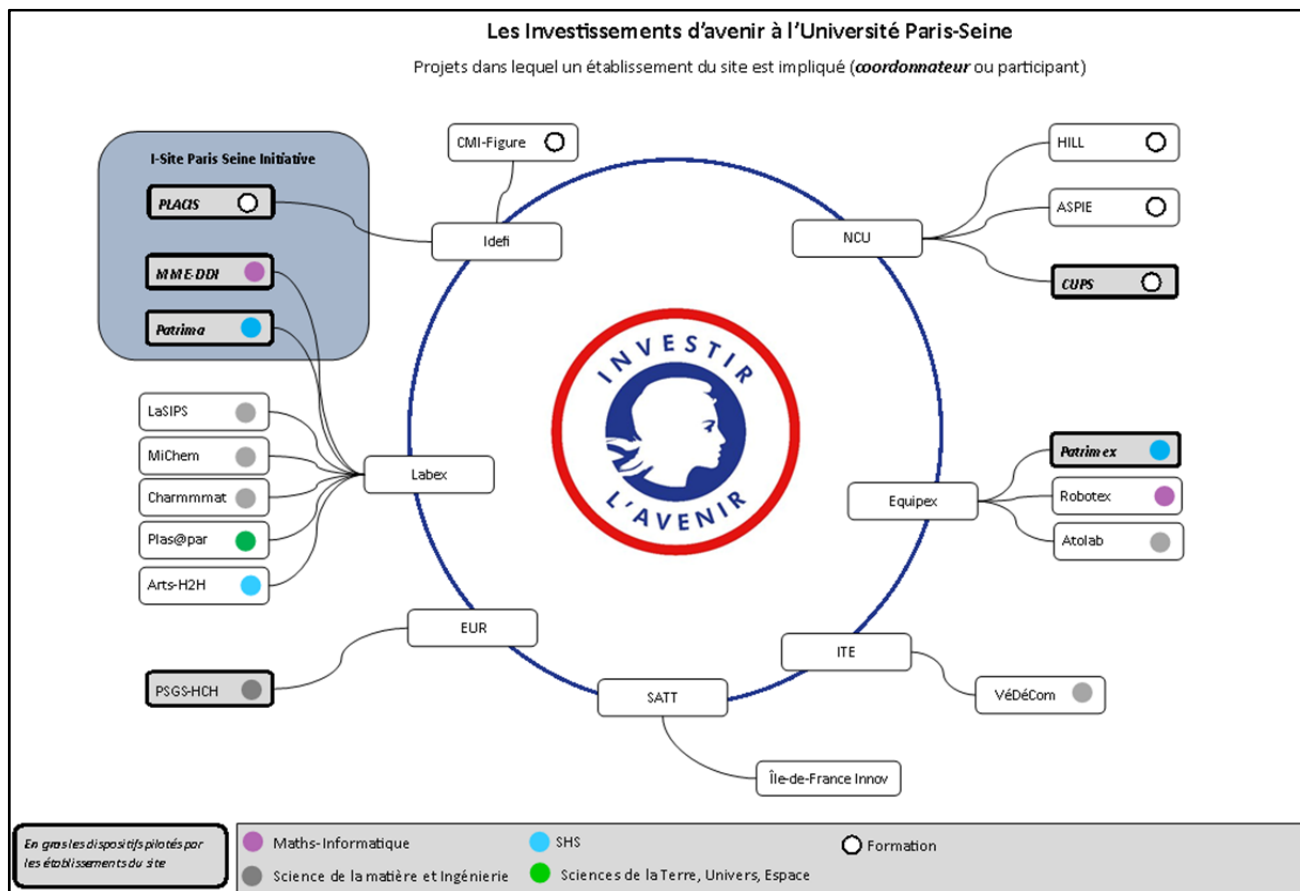 Les Investissements d'avenir à l'Université Paris-Seine
Projets dans lequel un établissement du site est impliqué (coordonnateur ou participant)
I-Site Paris Seine Initiative
PLACIS
MME-DDI
Patrima
CMI-Figure
Idefi
NCU
HILL
ASPIE
CUPS
INVESTIR
L'AVENIR
LaSIPS
MiChem
Charmmmat
Plas@par
Arts-H2H
Labex
Equipex
Patrimex
Robotex
Atolab
EUR
PSGS-HCH
ITE
VéDéCom
SATT
Île-de-France Innov
En gras les dispositifs pilotés par
les établissements du site
Maths-Informatique
SHS
Formation
Science de la matière et Ingénierie
Sciences de la Terre, Univers, Espace